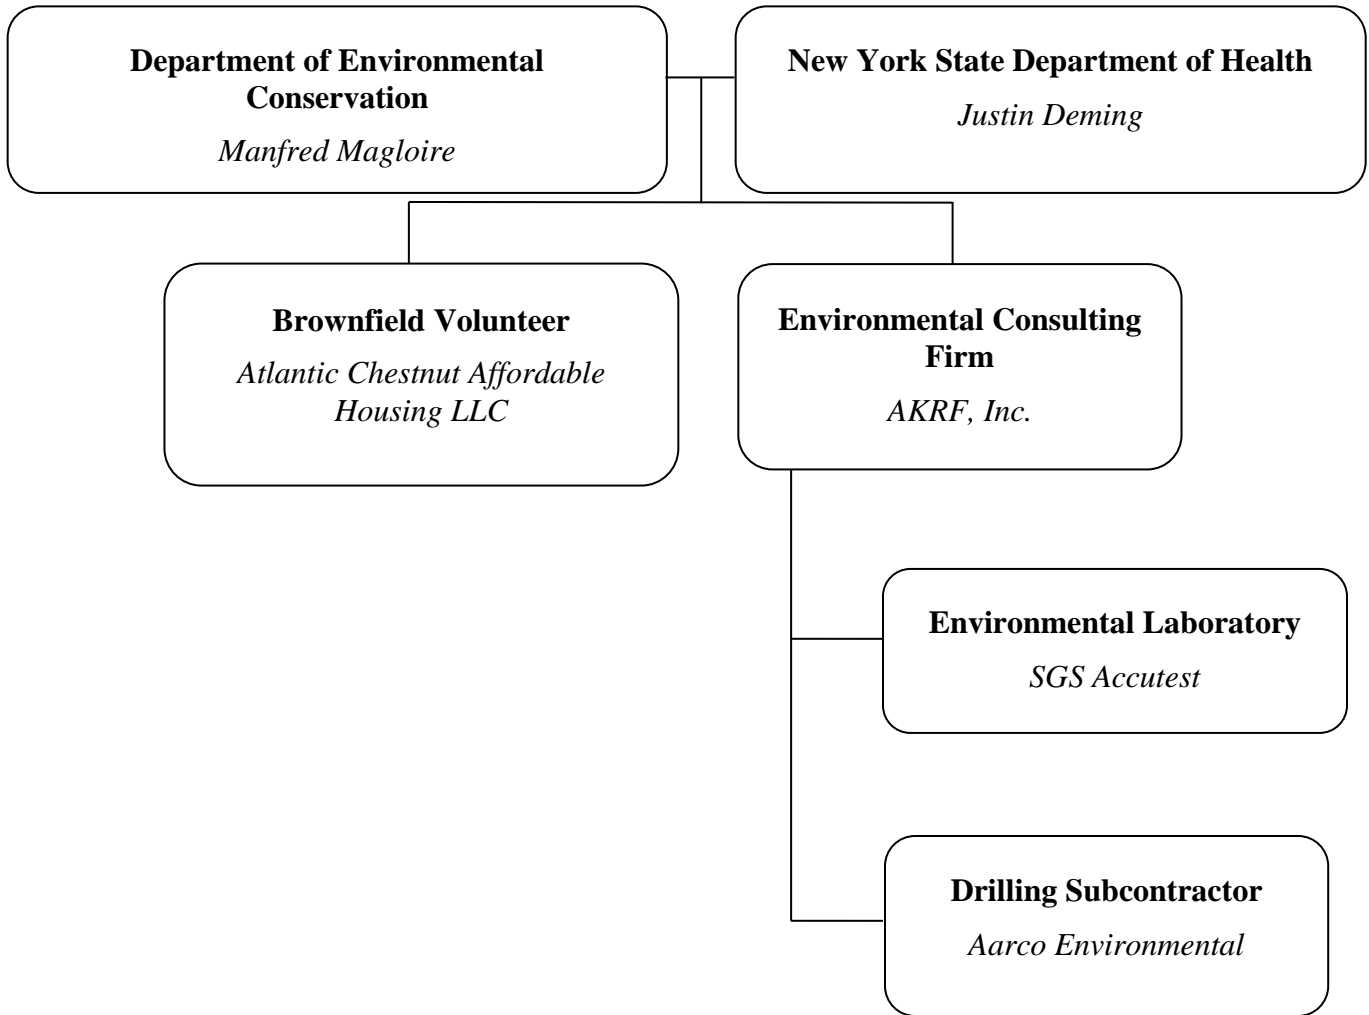 Department of Environmental
Conservation
Manfred Magloire
New York State Department of Health
Justin Deming
Brownfield Volunteer
Atlantic Chestnut Affordable
Housing LLC
Environmental Consulting
Firm
AKRF, Inc.
Environmental Laboratory
SGS Accutest
Drilling Subcontractor
Aarco Environmental